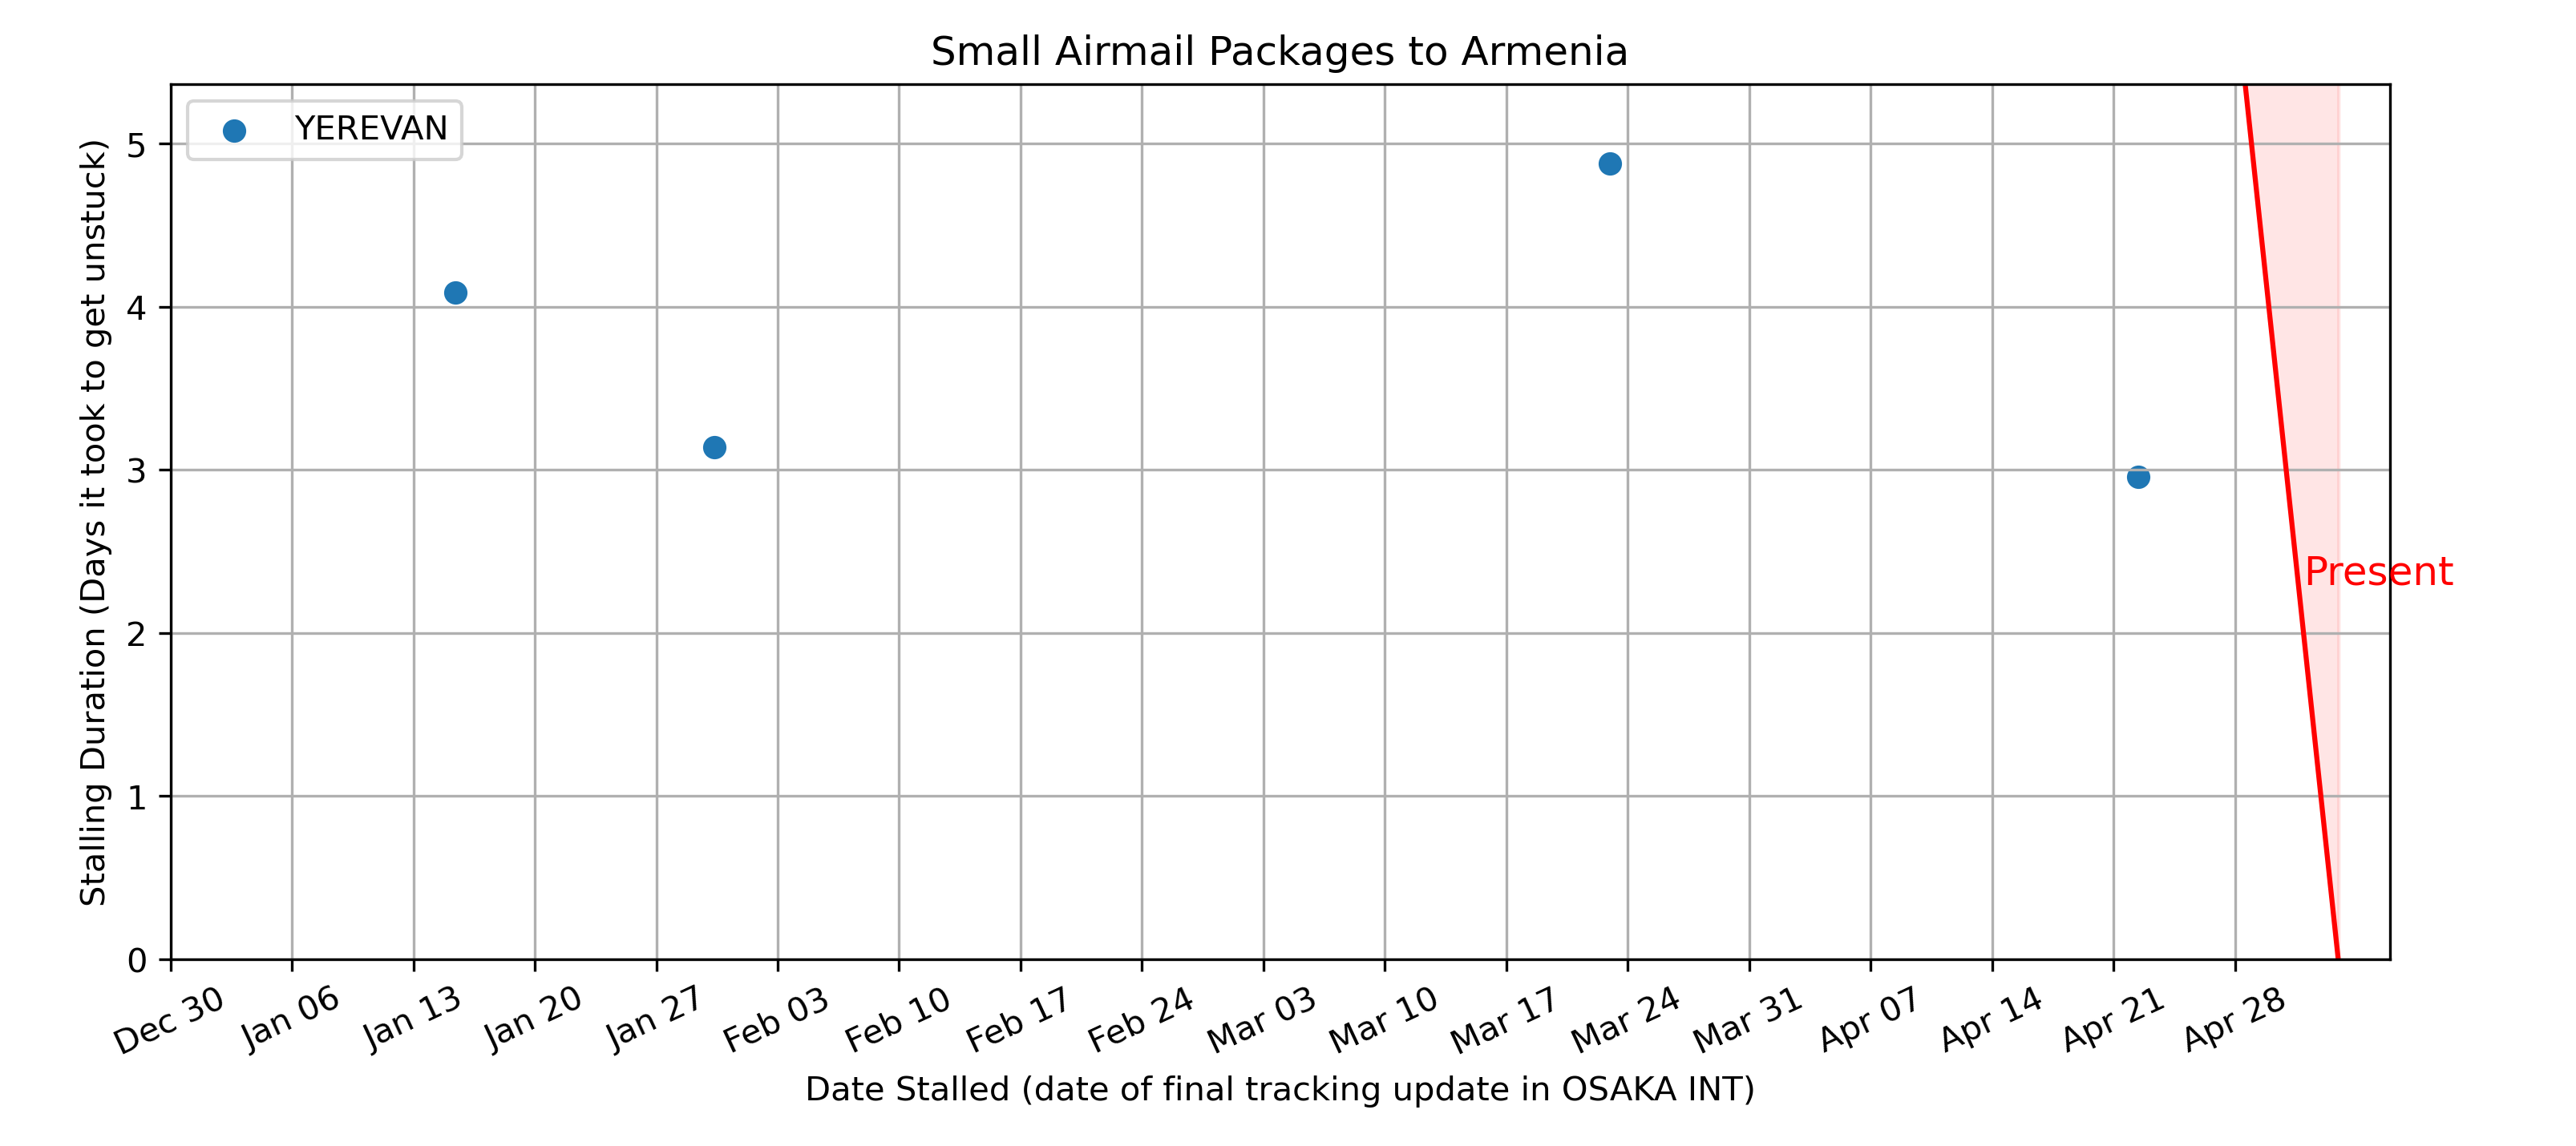 Small Airmail Packages to Armenia
YEREVAN
Stalling Duration (Days it took to get unstuck)
5
4
3
2
1
0
Present
Dec 30
Jan 06
Jan 13
Jan 20
Jan 27
Feb 03
Feb 10
Feb 17
Feb 24
Mar 03
Mar 10
Mar 17
Mar 24
Mar 31
Apr 07
Apr 14
Apr 21
Apr 28
Date Stalled (date of final tracking update in OSAKA INT)